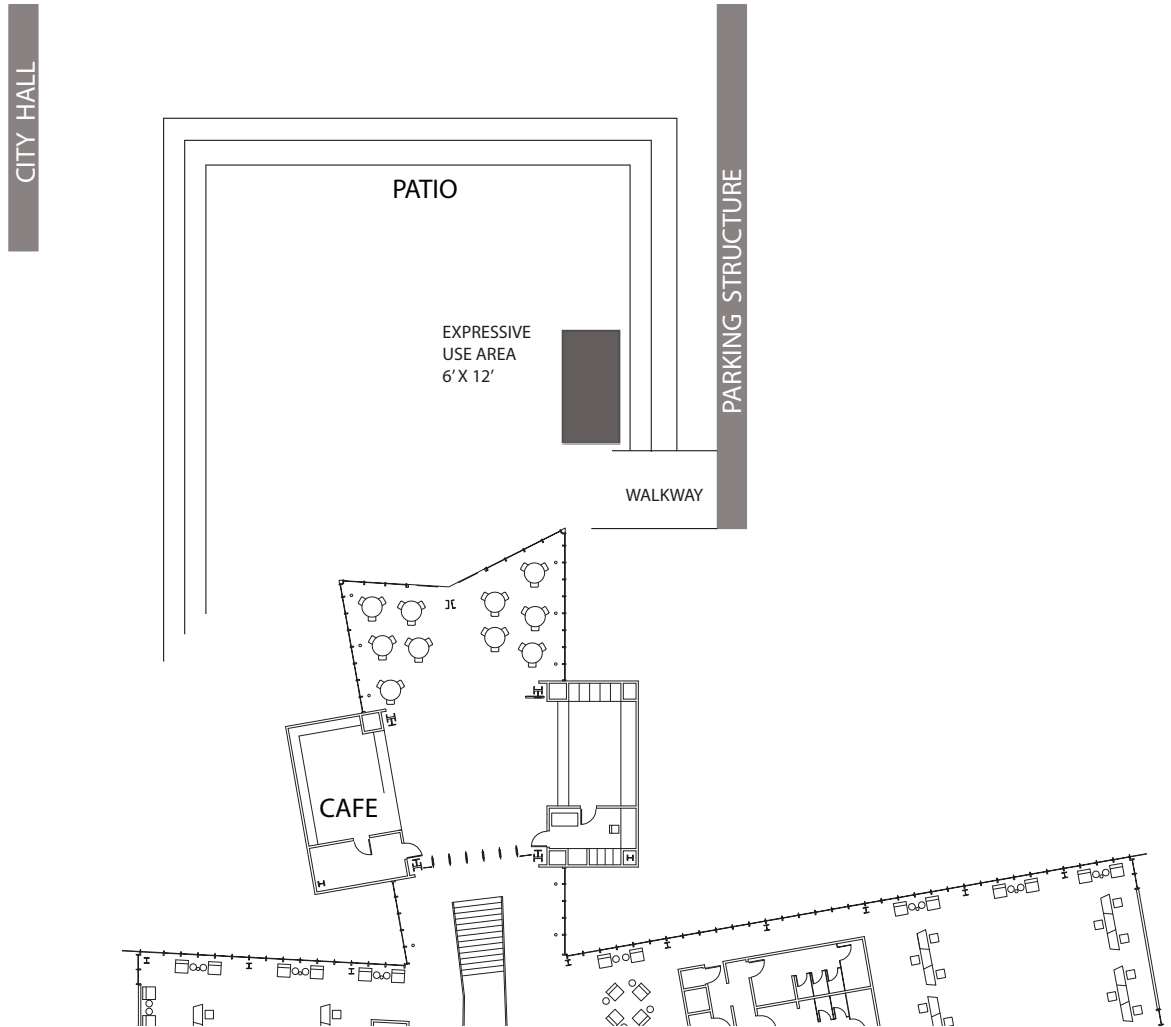 CITY HALL
PATIO
PARKING STRUCTURE
EXPRESSIVE
USE AREA
6' X 12'
WALKWAY
CAFE